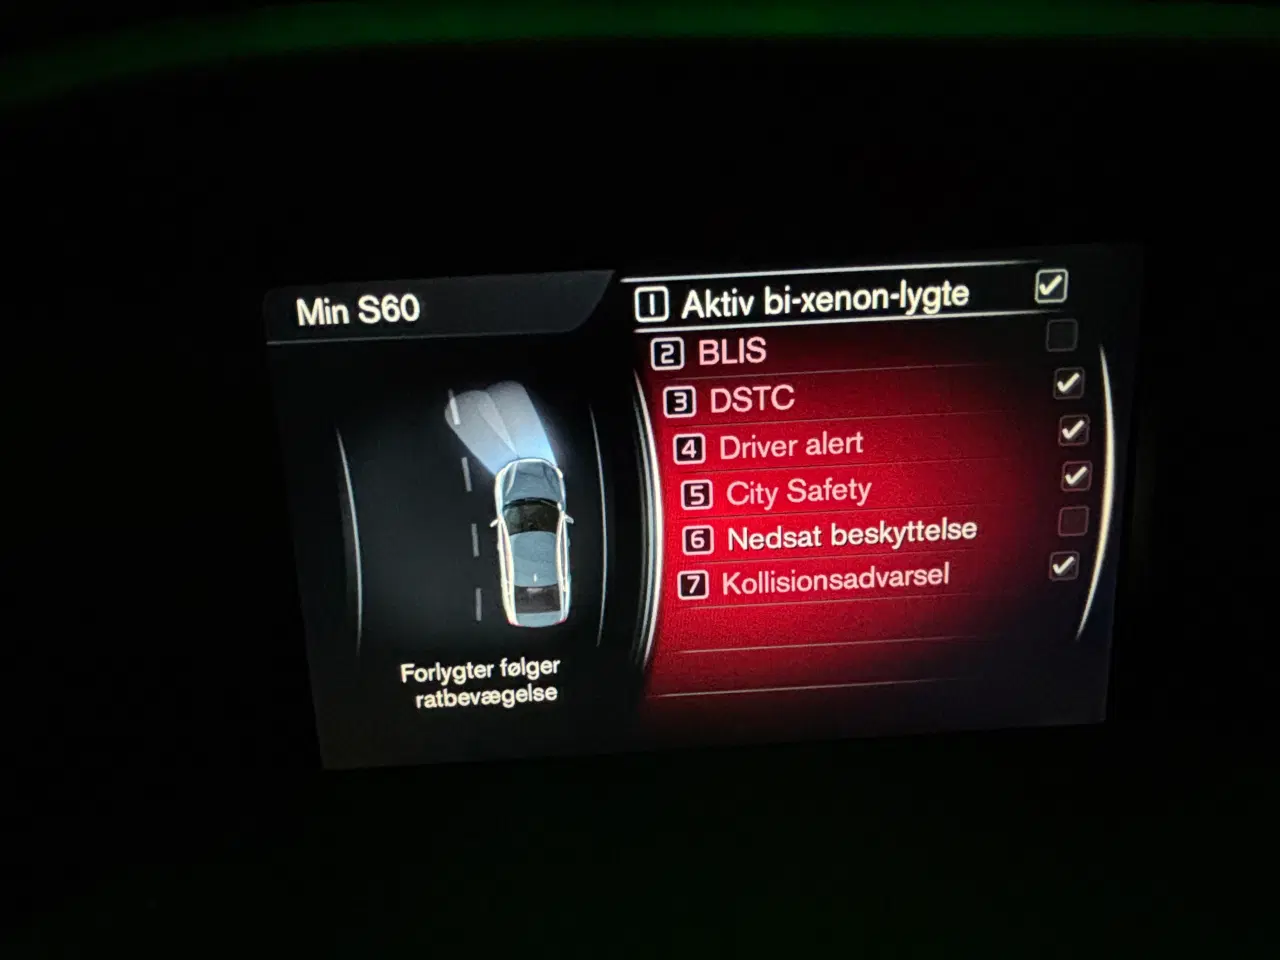 Min S60
1 Aktiv bi-xenon-lygte
2 BLIS
3 DSTC
4 Driver alert
5 City Safety
6 Nedsat beskyttelse
7 Kollisionsadvarsel
Forlygter følger
ratbevægelse